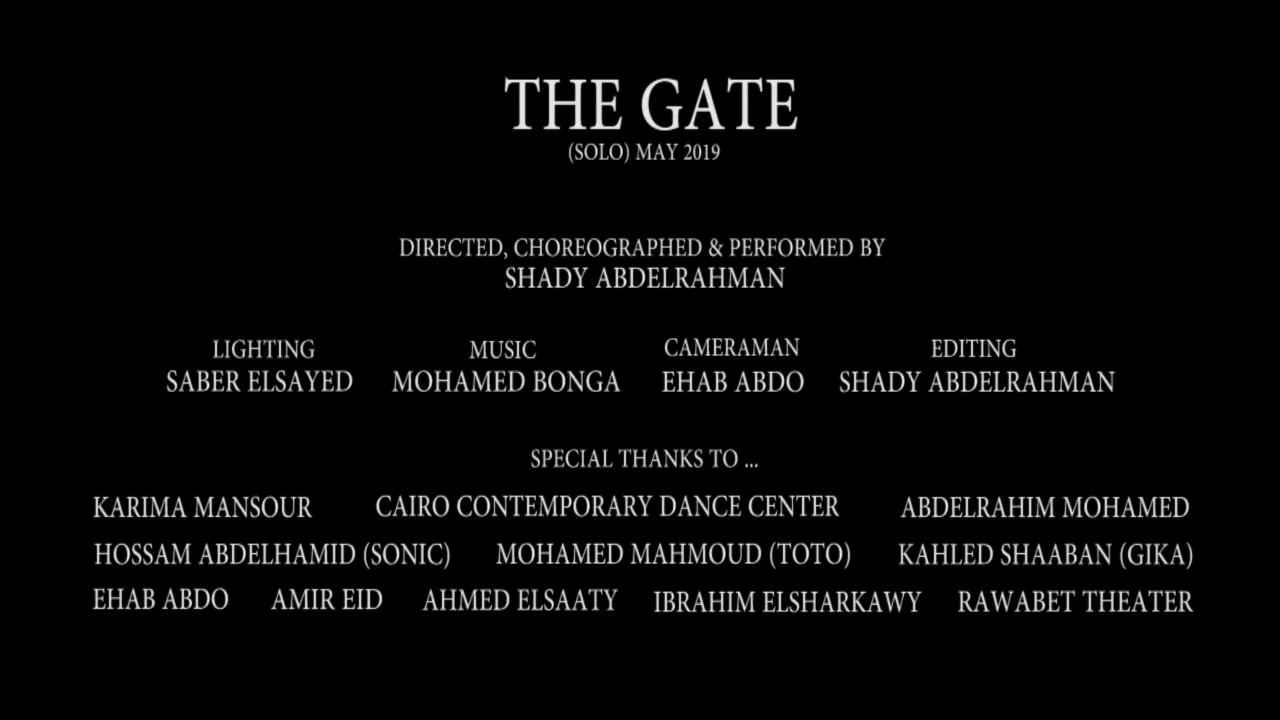 THE GATE
(SOLO) MAY 2019
DIRECTED, CHOREOGRAPHED & PERFORMED BY
SHADY ABDELRAHMAN
LIGHTING MUSIC CAMERAMAN EDITING
SABER ELSAYED MOHAMED BONGA EHAB ABDO SHADY ABDELRAHMAN
SPECIAL THANKS TO ...
KARIMA MANSOUR CAIRO CONTEMPORARY DANCE CENTER ABDELRAHIM MOHAMED
HOSSAM ABDELHAMID (SONIC) MOHAMED MAHMOUD (TOTO) KAHLED SHAABAN (GIKA)
EHAB ABDO AMIR EID AHMED ELSAATY IBRAHIM ELSHARKAWY RAWABET THEATER